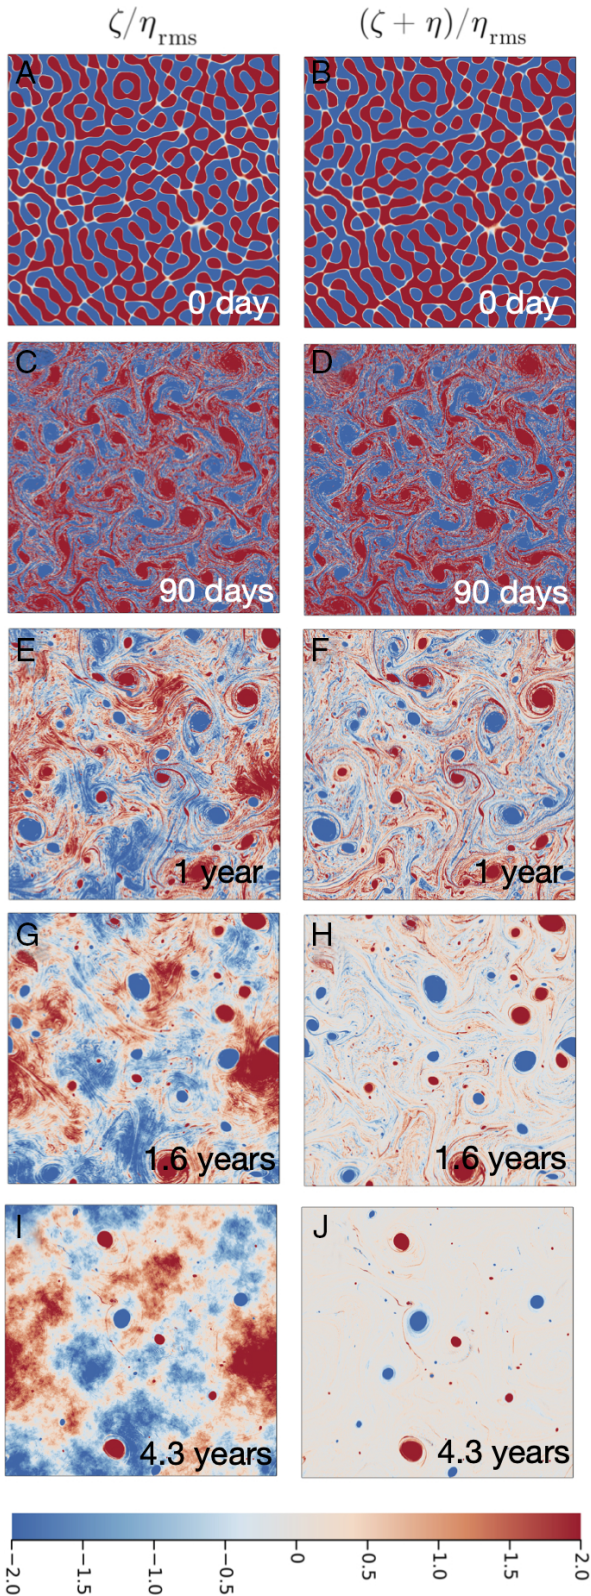 ζ/η_rms (ζ + η)/η_rms
A B
0 day 0 day
C D
90 days 90 days
E F
1 year 1 year
G H
1.6 years 1.6 years
I J
4.3 years 4.3 years
-2.0 -1.5 -1.0 -0.5 0 0.5 1.0 1.5 2.0